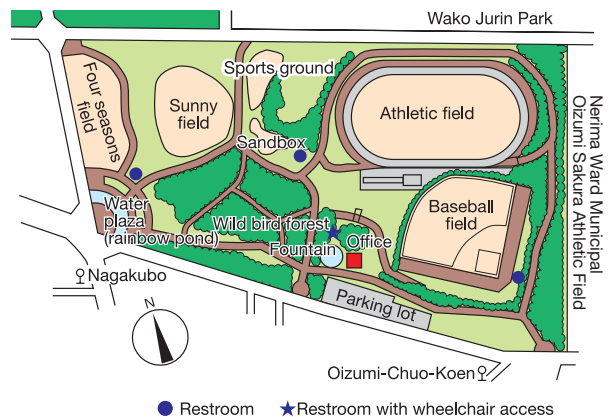 Wako Jurin Park
Sports ground
Four seasons
field
Sunny
field
Athletic field
Nerima Ward Municipal
Oizumi Sakura Athletic Field
Sandbox
Water
plaza
(rainbow pond)
Wild bird forest
Fountain
Office
Baseball
field
Nagakubo
Parking lot
N
Oizumi-Chuo-Koen
Restroom
Restroom with wheelchair access